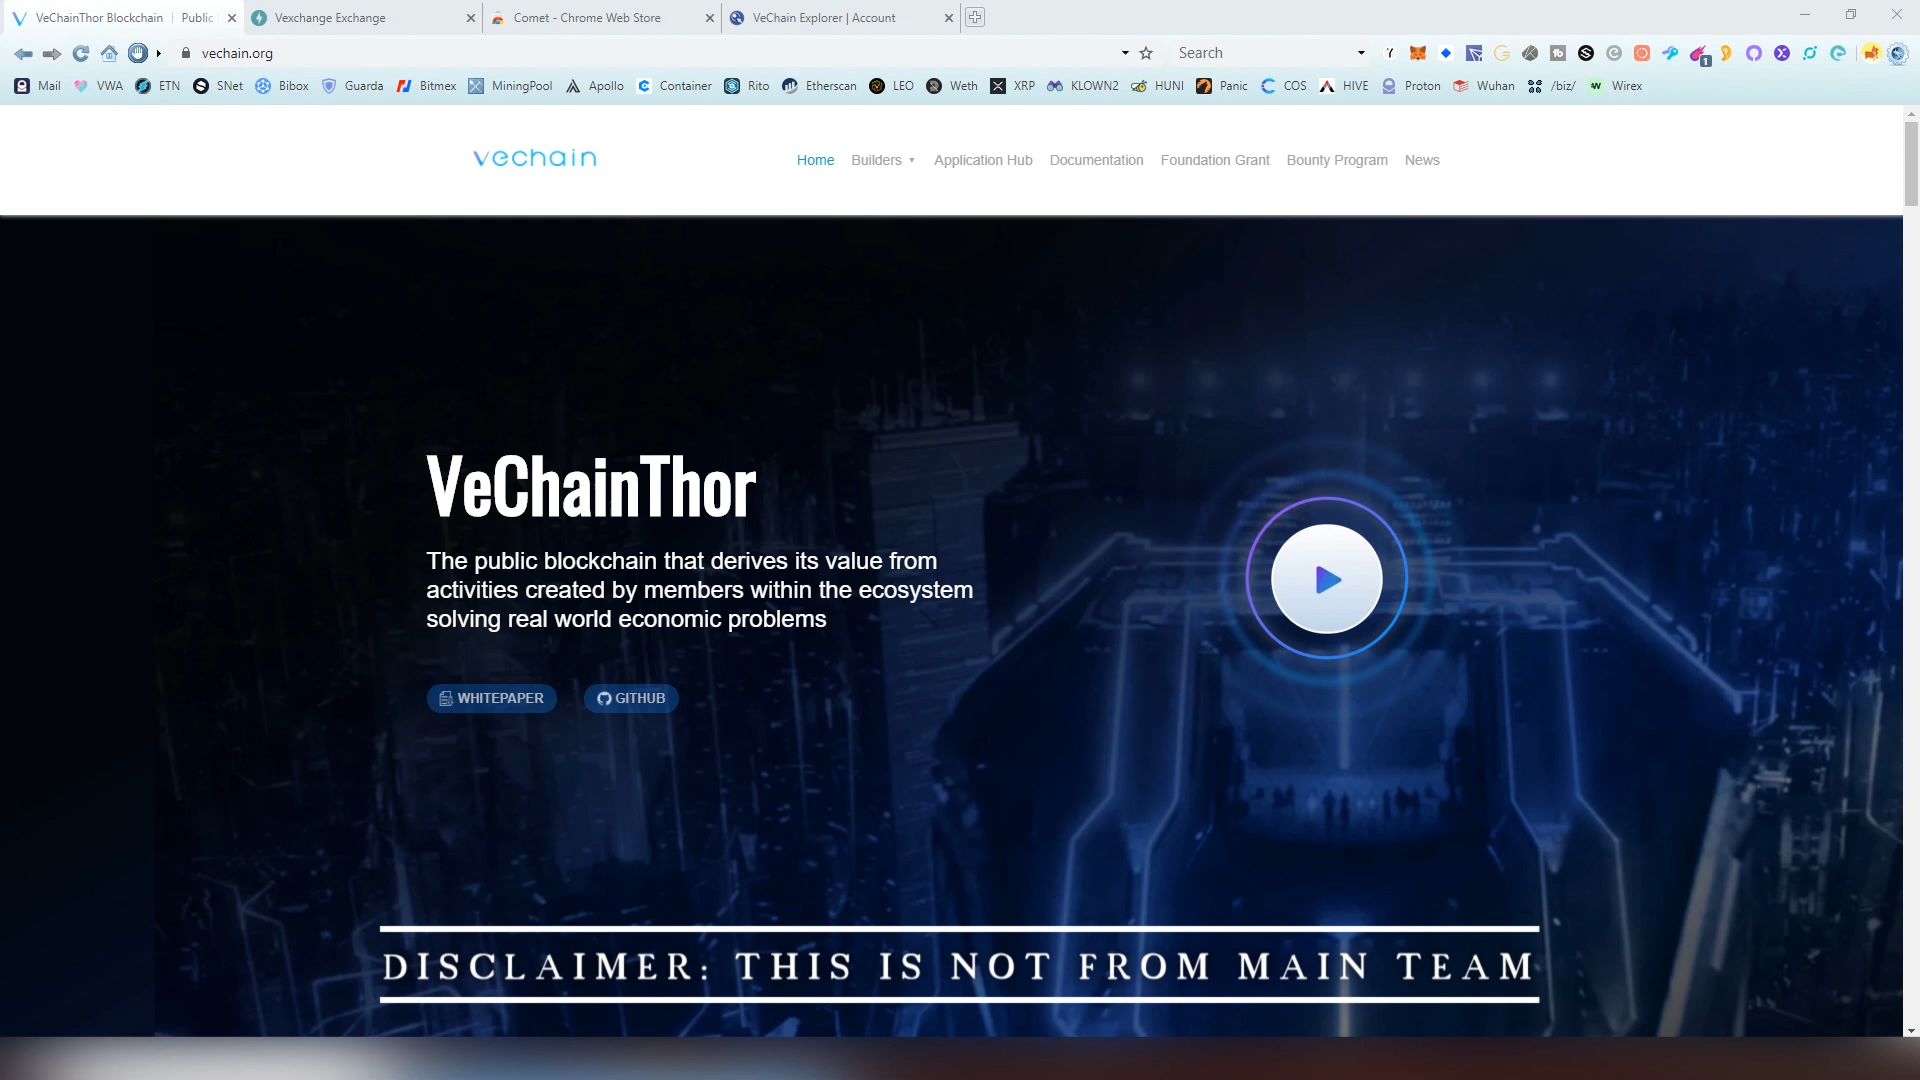 VeChainThor Blockchain | Public
Vexchange Exchange
Comet - Chrome Web Store
VeChain Explorer | Account
vechain.org
Search
1
Mail
VWA
ETN
SNet
Bibox
Guarda
Bitmex
MiningPool
Apollo
Container
Rito
Etherscan
LEO
Weth
XRP
KLOWN2
HUNI
Panic
COS
HIVE
Proton
Wuhan
/biz/
Wirex
vechain
Home
Builders
Application Hub
Documentation
Foundation Grant
Bounty Program
News
VeChainThor
The public blockchain that derives its value from
activities created by members within the ecosystem
solving real world economic problems
WHITEPAPER
GITHUB
DISCLAIMER: THIS IS NOT FROM MAIN TEAM